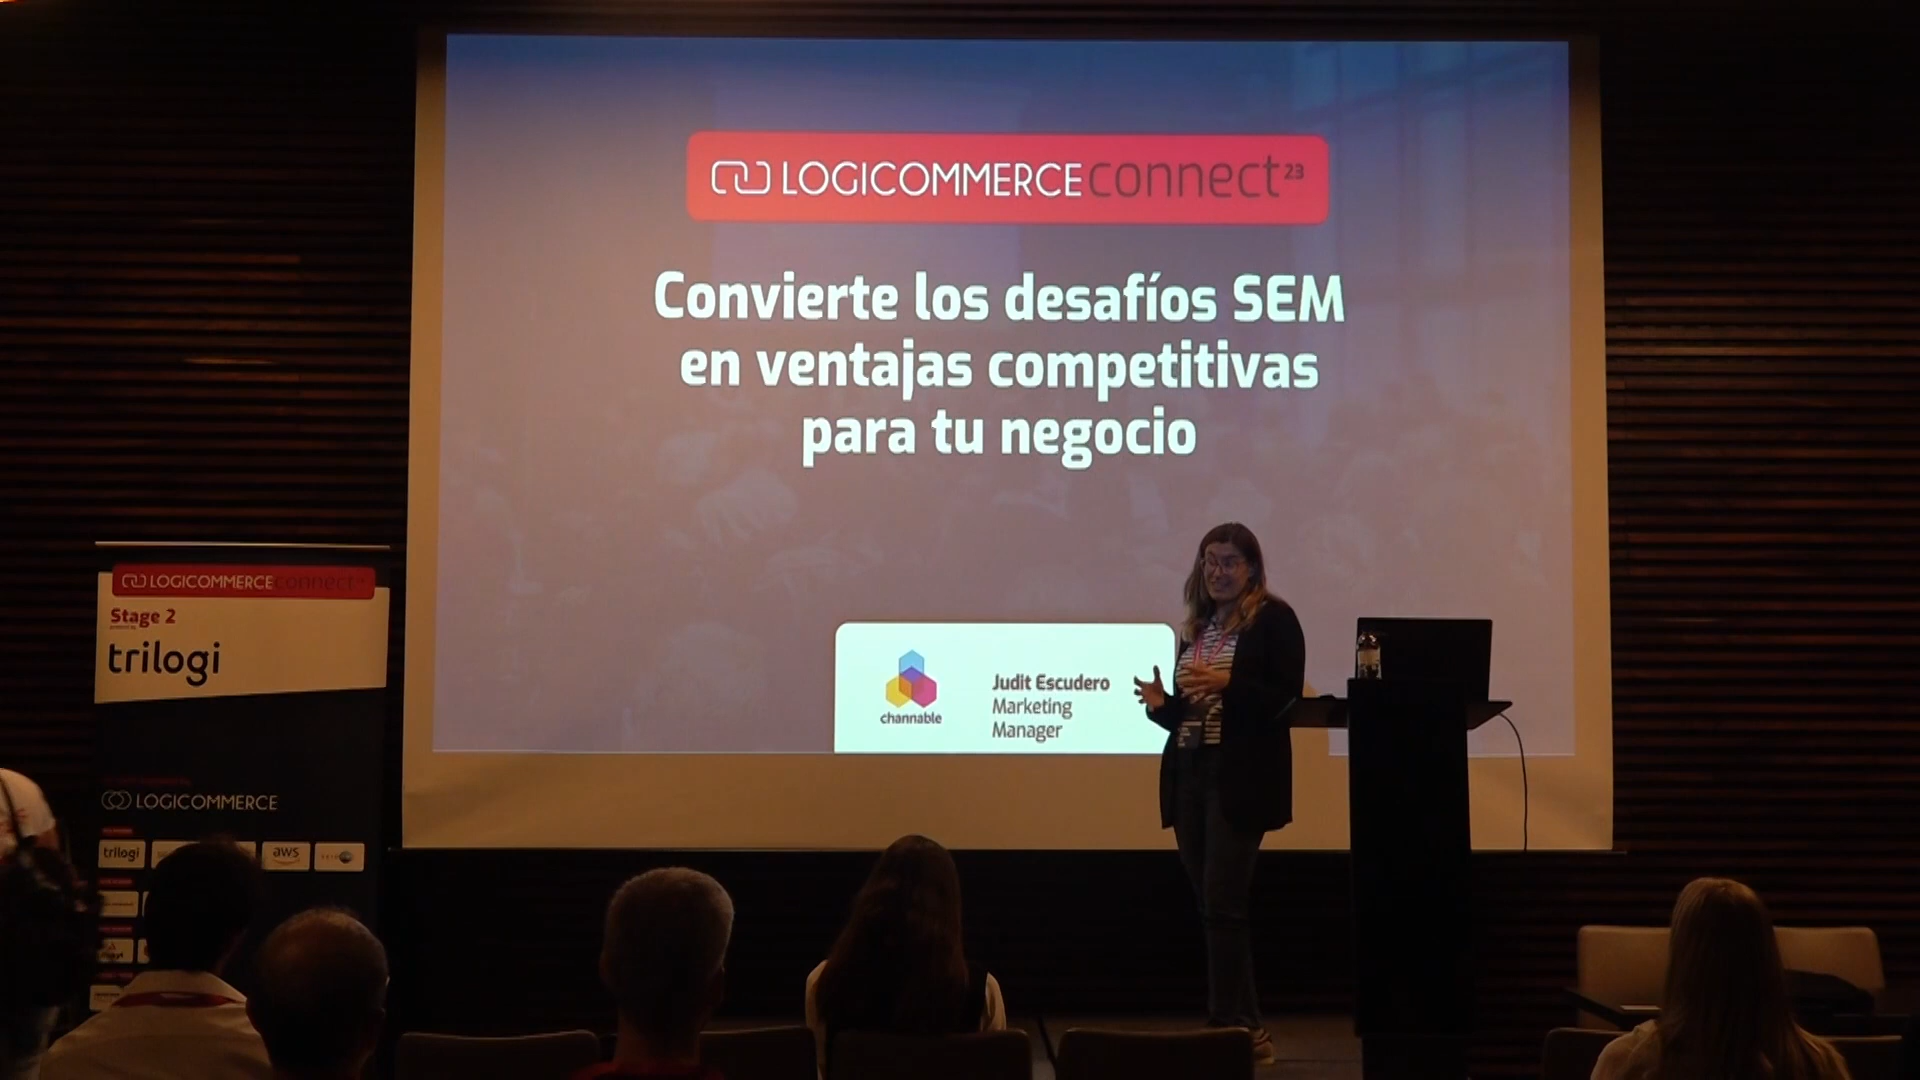 LOGICOMMERCE connect 23
Convierte los desafíos SEM
en ventajas competitivas
para tu negocio
channable
Judit Escudero
Marketing
Manager
LOGICOMMERCE connect
Stage 2
trilogi
LOGICOMMERCE
trilogi
aws